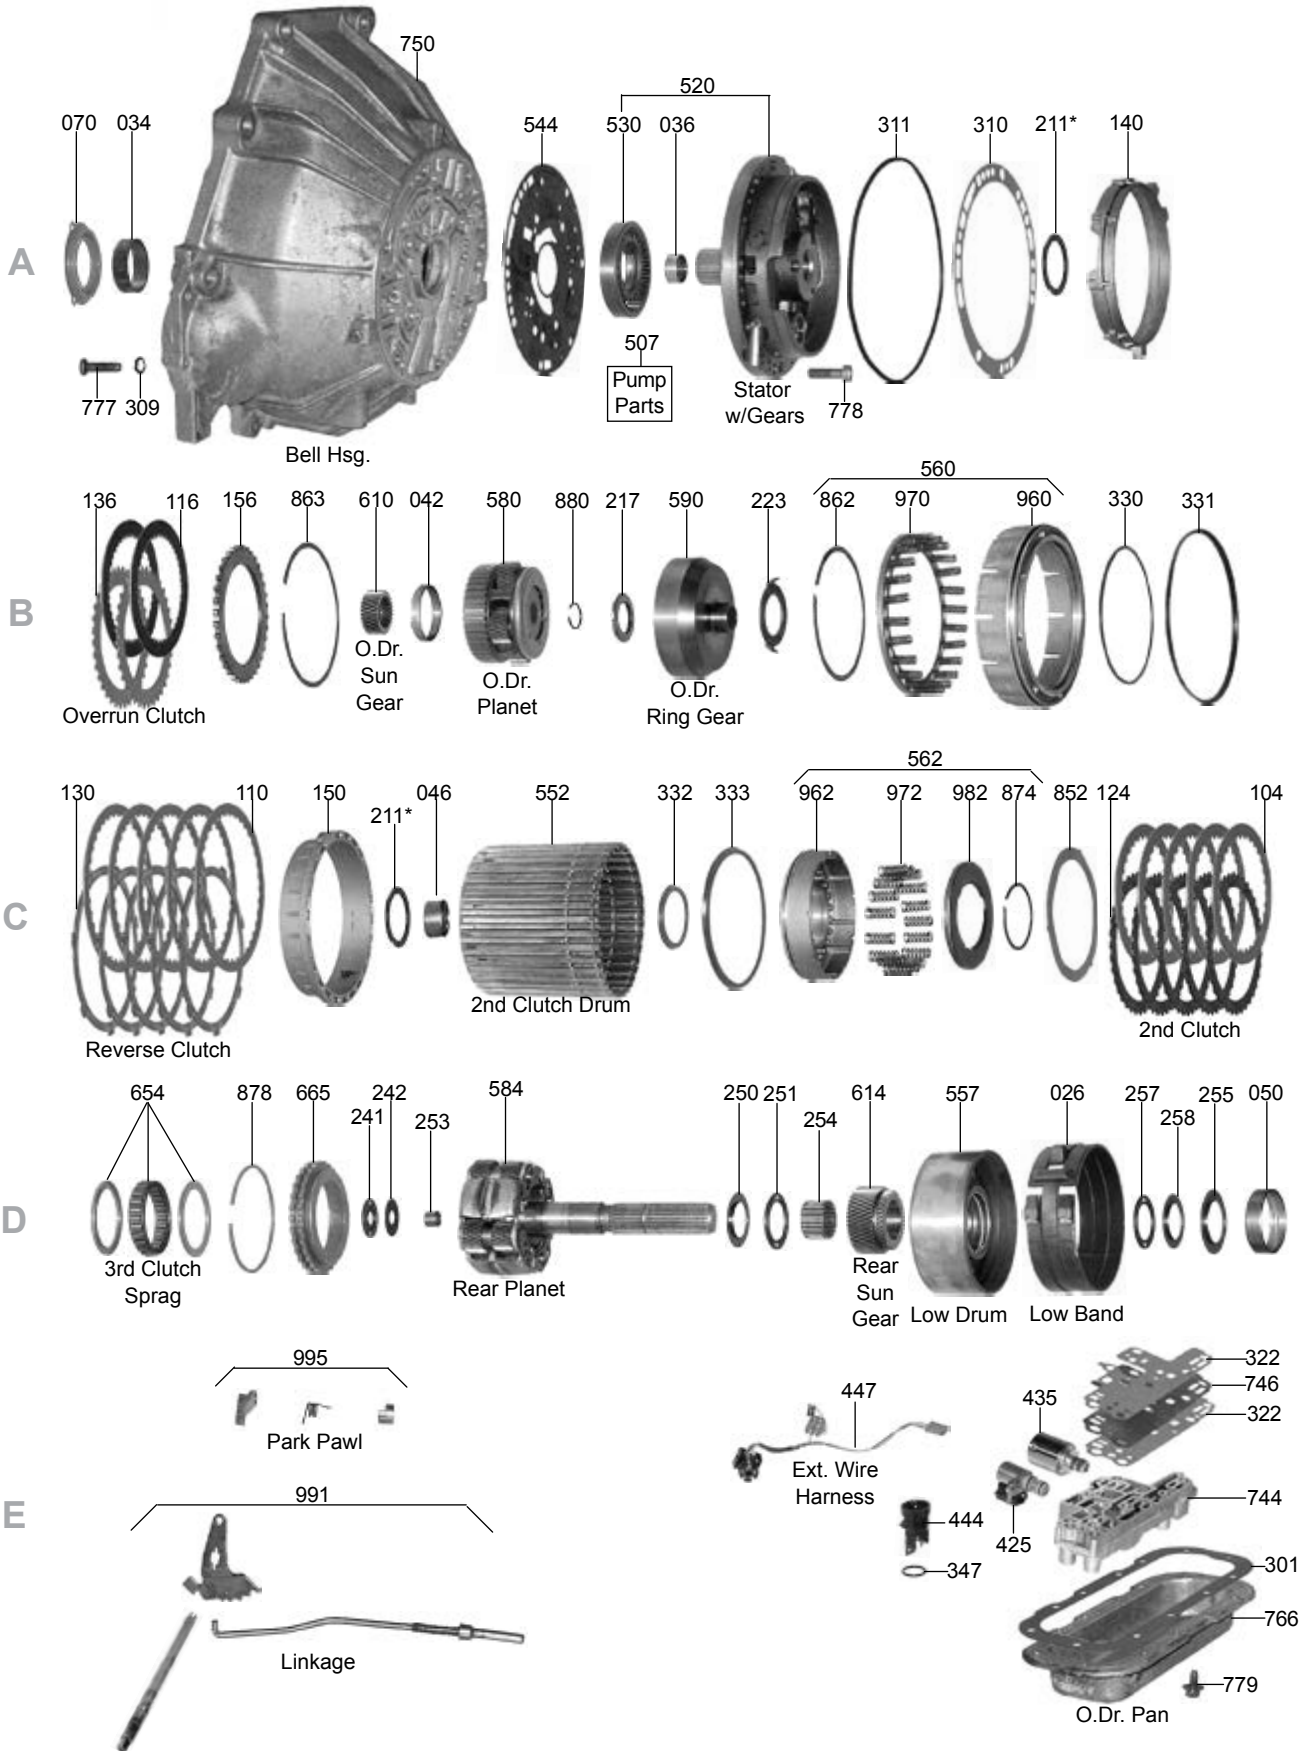 750
520
070 034 544 530 036 311 310 211* 140
A
507
Pump
Parts
Stator
w/Gears
778
777 309
Bell Hsg.
560
136 116 156 863 610 042 580 880 217 590 223 862 970 960 330 331
B
O.Dr.
Sun
Gear
O.Dr.
Planet
O.Dr.
Ring Gear
Overrun Clutch
562
130 110 150 211* 046 552 332 333 962 972 982 874 852 124 104
C
2nd Clutch Drum
2nd Clutch
Reverse Clutch
654 878 665 241 242 253 584 250 251 254 614 557 026 257 258 255 050
D
3rd Clutch
Sprag
Rear Planet
Rear
Sun
Gear
Low Drum
Low Band
995
Park Pawl
447
Ext. Wire
Harness
322
746
322
435
744
425
444
347
301
766
779
O.Dr. Pan
E
991
Linkage